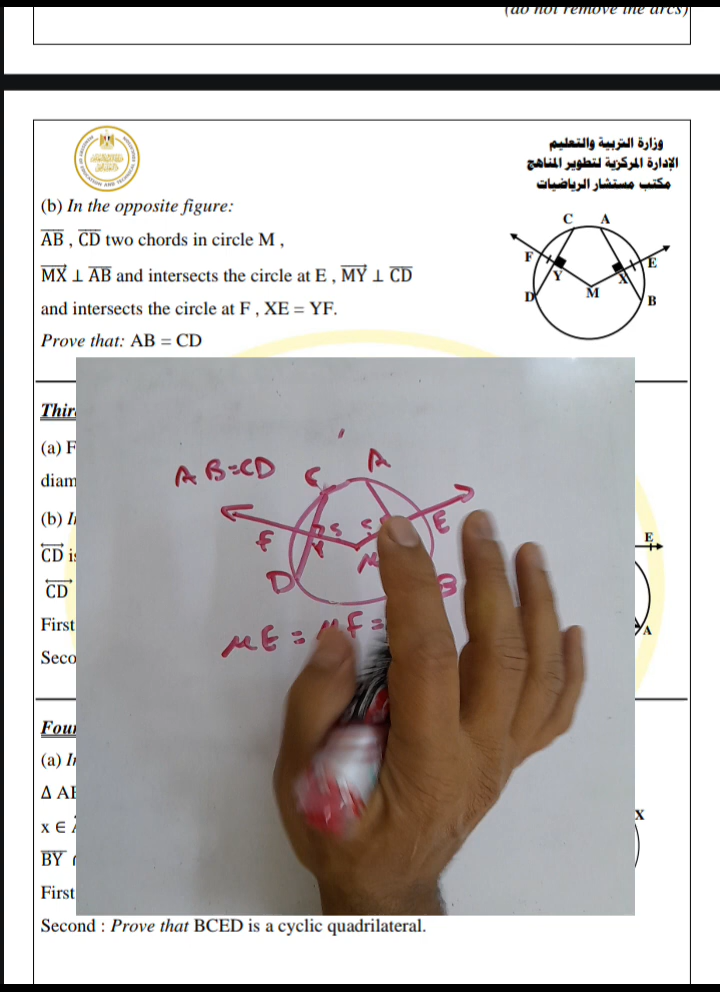 (do not remove the arcs)
وزارة التربية والتعليم
الإدارة المركزية لتطوير المناهج
مكتب مستشار الرياضيات
(b) In the opposite figure:
AB , CD two chords in circle M ,
MX ⊥ AB and intersects the circle at E , MY ⊥ CD
and intersects the circle at F , XE = YF.
Prove that: AB = CD
C A
F E
Y X
D M B
Thir
(a) F
diam
(b) I
CD is
CD
First
Seco
E
A
AB=CD
C A
F Y S S E
D M B
ME = MF =
Four
(a) I
Δ AB
x ∈
BY
First
X
Second : Prove that BCED is a cyclic quadrilateral.